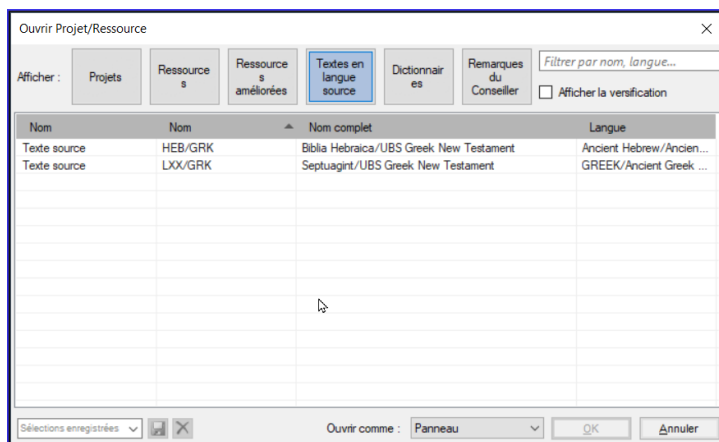 Ouvrir Projet/Ressource
Afficher :
Projets
Ressource
s
Ressource
s
améliorées
Textes en
langue
source
Dictionnair
es
Remarques
du
Conseiller
Filtrer par nom, langue...
Afficher la versification
Nom Nom Nom complet Langue
Texte source HEB/GRK Biblia Hebraica/UBS Greek New Testament Ancient Hebrew/Ancien...
Texte source LXX/GRK Septuagint/UBS Greek New Testament GREEK/Ancient Greek ...
Sélections enregistrées Ouvrir comme : Panneau OK Annuler